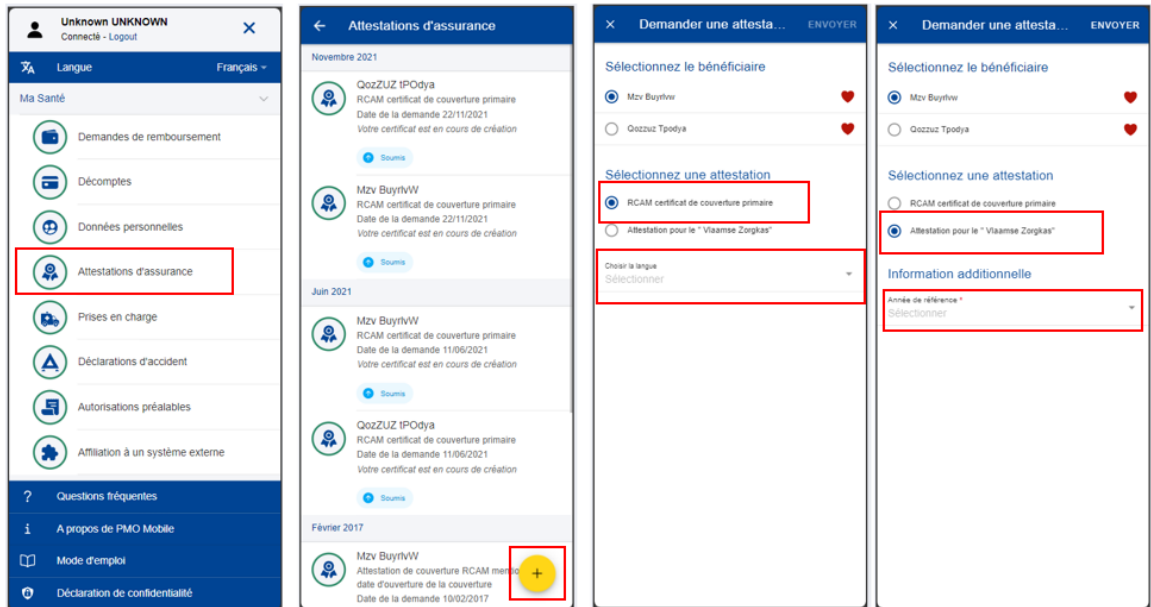 Unknown UNKNOWN
Connecté - Logout
Langue
Français
Ma Santé
Demandes de remboursement
Décomptes
Données personnelles
Attestations d'assurance
Prises en charge
Déclarations d'accident
Autorisations préalables
Affiliation à un système externe
? Questions fréquentes
i A propos de PMO Mobile
Mode d'emploi
Déclaration de confidentialité
Attestations d'assurance
Novembre 2021
QozZUZ tPOdya
RCAM certificat de couverture primaire
Date de la demande 22/11/2021
Votre certificat est en cours de création
Soumis
Mzv BuyrIvW
RCAM certificat de couverture primaire
Date de la demande 22/11/2021
Votre certificat est en cours de création
Soumis
Juin 2021
Mzv BuyrIvW
RCAM certificat de couverture primaire
Date de la demande 11/06/2021
Votre certificat est en cours de création
Soumis
QozZUZ tPOdya
RCAM certificat de couverture primaire
Date de la demande 11/06/2021
Votre certificat est en cours de création
Soumis
Février 2017
Mzv BuyrIvW
Attestation de couverture RCAM
date d'ouverture de la couverture
Date de la demande 10/02/2017
+
Demander une attesta...
ENVOYER
Sélectionnez le bénéficiaire
Mzv Buyrlvw
Qozzuz Tpodya
Sélectionnez une attestation
RCAM certificat de couverture primaire
Attestation pour le " Vlaamse Zorgkas"
Choisir la langue
Sélectionner
Demander une attesta...
ENVOYER
Sélectionnez le bénéficiaire
Mzv Buyrlvw
Qozzuz Tpodya
Sélectionnez une attestation
RCAM certificat de couverture primaire
Attestation pour le " Vlaamse Zorgkas"
Information additionnelle
Année de référence *
Sélectionner